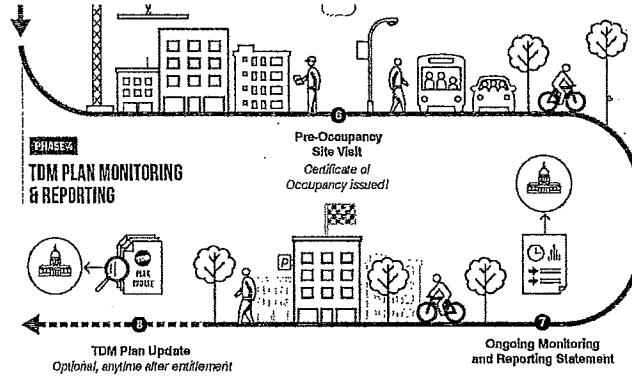 6
Pre-Occupancy
Site Visit
Certificate of
Occupancy issued!
PHASE 4
TDM PLAN MONITORING
& REPORTING
P
8
TDM Plan Update
Optional, anytime after entitlement
7
Ongoing Monitoring
and Reporting Statement